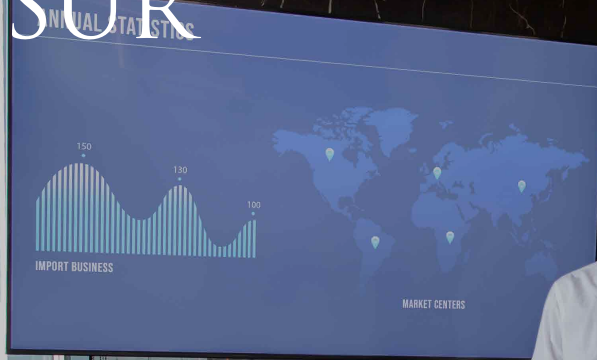 SUR
ANNUAL STATISTICS
150
130
100
IMPORT BUSINESS
MARKET CENTERS